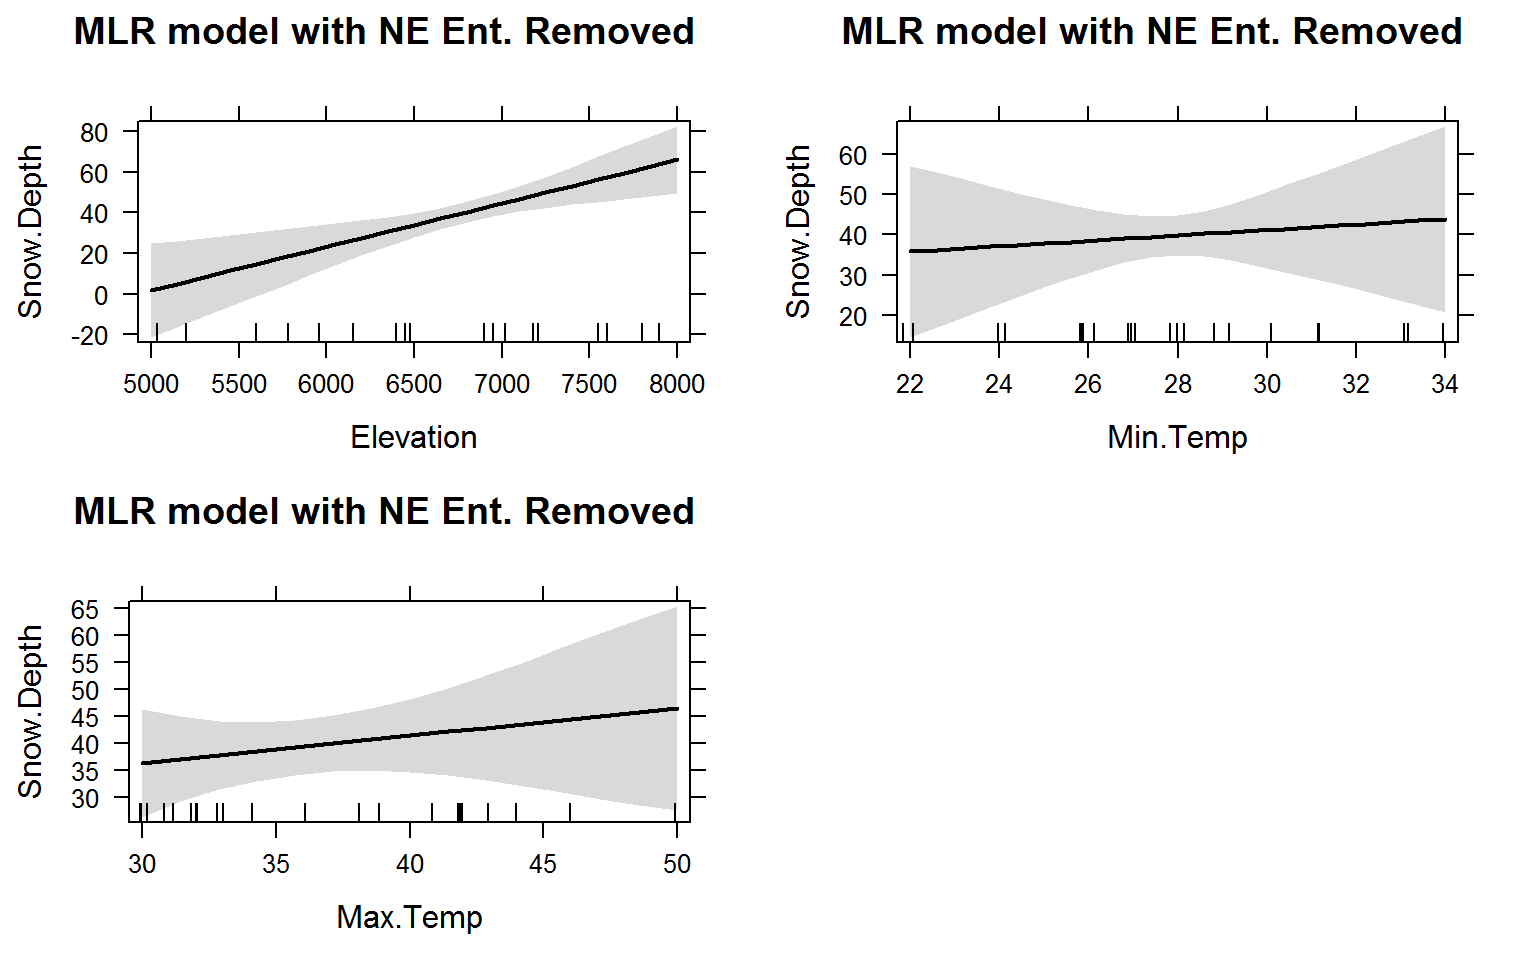 MLR model with NE Ent. Removed
Snow.Depth
80
60
40
20
0
-20
5000 5500 6000 6500 7000 7500 8000
Elevation
MLR model with NE Ent. Removed
Snow.Depth
60
50
40
30
20
22 24 26 28 30 32 34
Min.Temp
MLR model with NE Ent. Removed
Snow.Depth
65
60
55
50
45
40
35
30
30 35 40 45 50
Max.Temp